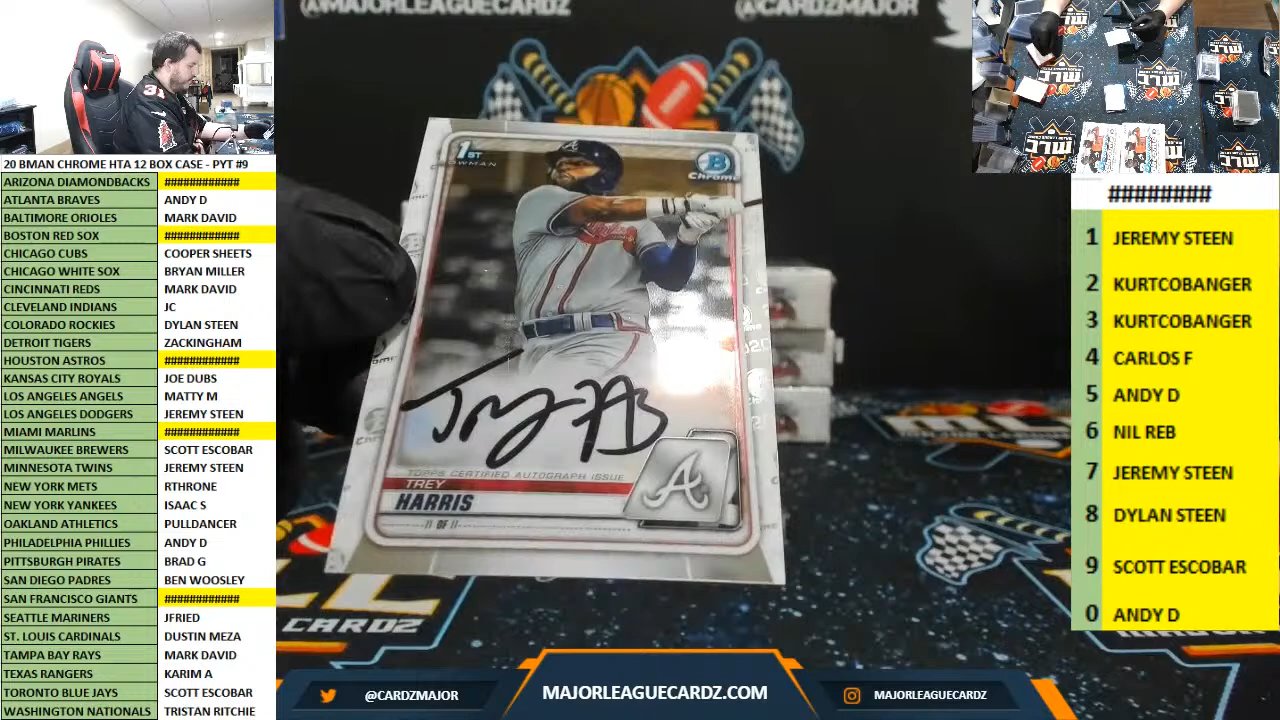 @MAJORLEAGUECARDZ
@CARDZMAJOR
20 BMAN CHROME HTA 12 BOX CASE - PYT #9
ARIZONA DIAMONDBACKS ############
ATLANTA BRAVES ANDY D
BALTIMORE ORIOLES MARK DAVID
BOSTON RED SOX ############
CHICAGO CUBS COOPER SHEETS
CHICAGO WHITE SOX BRYAN MILLER
CINCINNATI REDS MARK DAVID
CLEVELAND INDIANS JC
COLORADO ROCKIES DYLAN STEEN
DETROIT TIGERS ZACKINGHAM
HOUSTON ASTROS ############
KANSAS CITY ROYALS JOE DUBS
LOS ANGELES ANGELS MATTY M
LOS ANGELES DODGERS JEREMY STEEN
MIAMI MARLINS ############
MILWAUKEE BREWERS SCOTT ESCOBAR
MINNESOTA TWINS JEREMY STEEN
NEW YORK METS RTHRONE
NEW YORK YANKEES ISAAC S
OAKLAND ATHLETICS PULLDANCER
PHILADELPHIA PHILLIES ANDY D
PITTSBURGH PIRATES BRAD G
SAN DIEGO PADRES BEN WOOSLEY
SAN FRANCISCO GIANTS ############
SEATTLE MARINERS JFRIED
ST. LOUIS CARDINALS DUSTIN MEZA
TAMPA BAY RAYS MARK DAVID
TEXAS RANGERS KARIM A
TORONTO BLUE JAYS SCOTT ESCOBAR
WASHINGTON NATIONALS TRISTAN RITCHIE
31
1ST
BOWMAN
B
Chrome
TOPPS CERTIFIED AUTOGRAPH ISSUE
TREY
HARRIS
|| OF ||
A
CARDZ
########
1 JEREMY STEEN
2 KURTCOBANGER
3 KURTCOBANGER
4 CARLOS F
5 ANDY D
6 NIL REB
7 JEREMY STEEN
8 DYLAN STEEN
9 SCOTT ESCOBAR
0 ANDY D
@CARDZMAJOR
MAJORLEAGUECARDZ.COM
MAJORLEAGUECARDZ